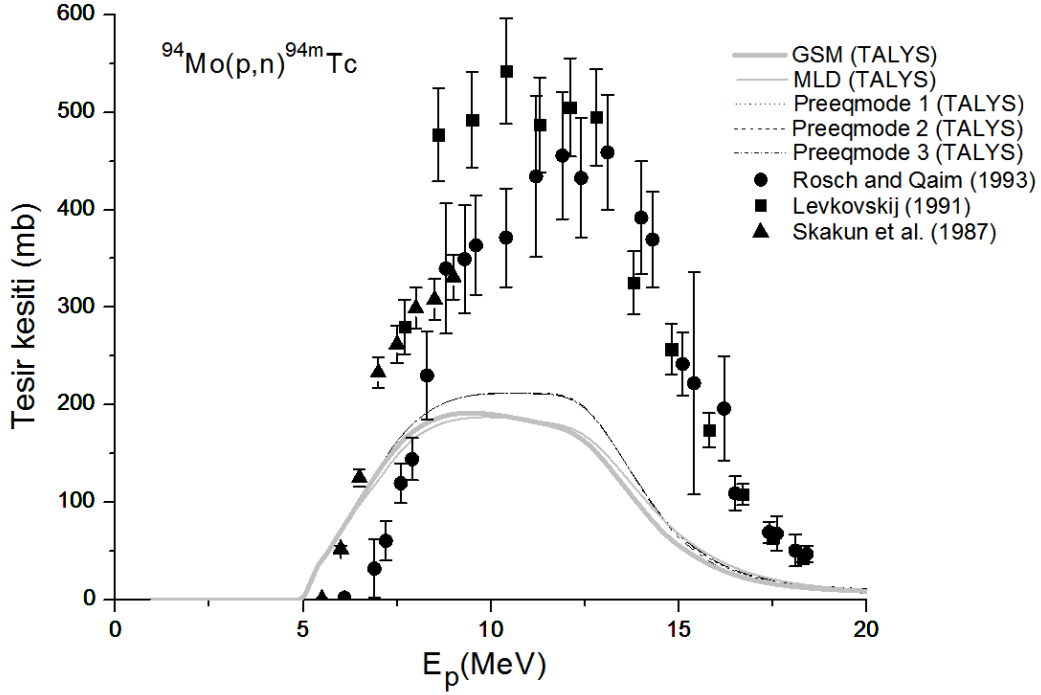 600
500
400
300
200
100
0
Tesir kesiti (mb)
⁹⁴Mo(p,n)⁹⁴ᵐTc
GSM (TALYS)
MLD (TALYS)
Preeqmode 1 (TALYS)
Preeqmode 2 (TALYS)
Preeqmode 3 (TALYS)
Rosch and Qaim (1993)
Levkovskij (1991)
Skakun et al. (1987)
0 5 10 15 20
Eₚ(MeV)